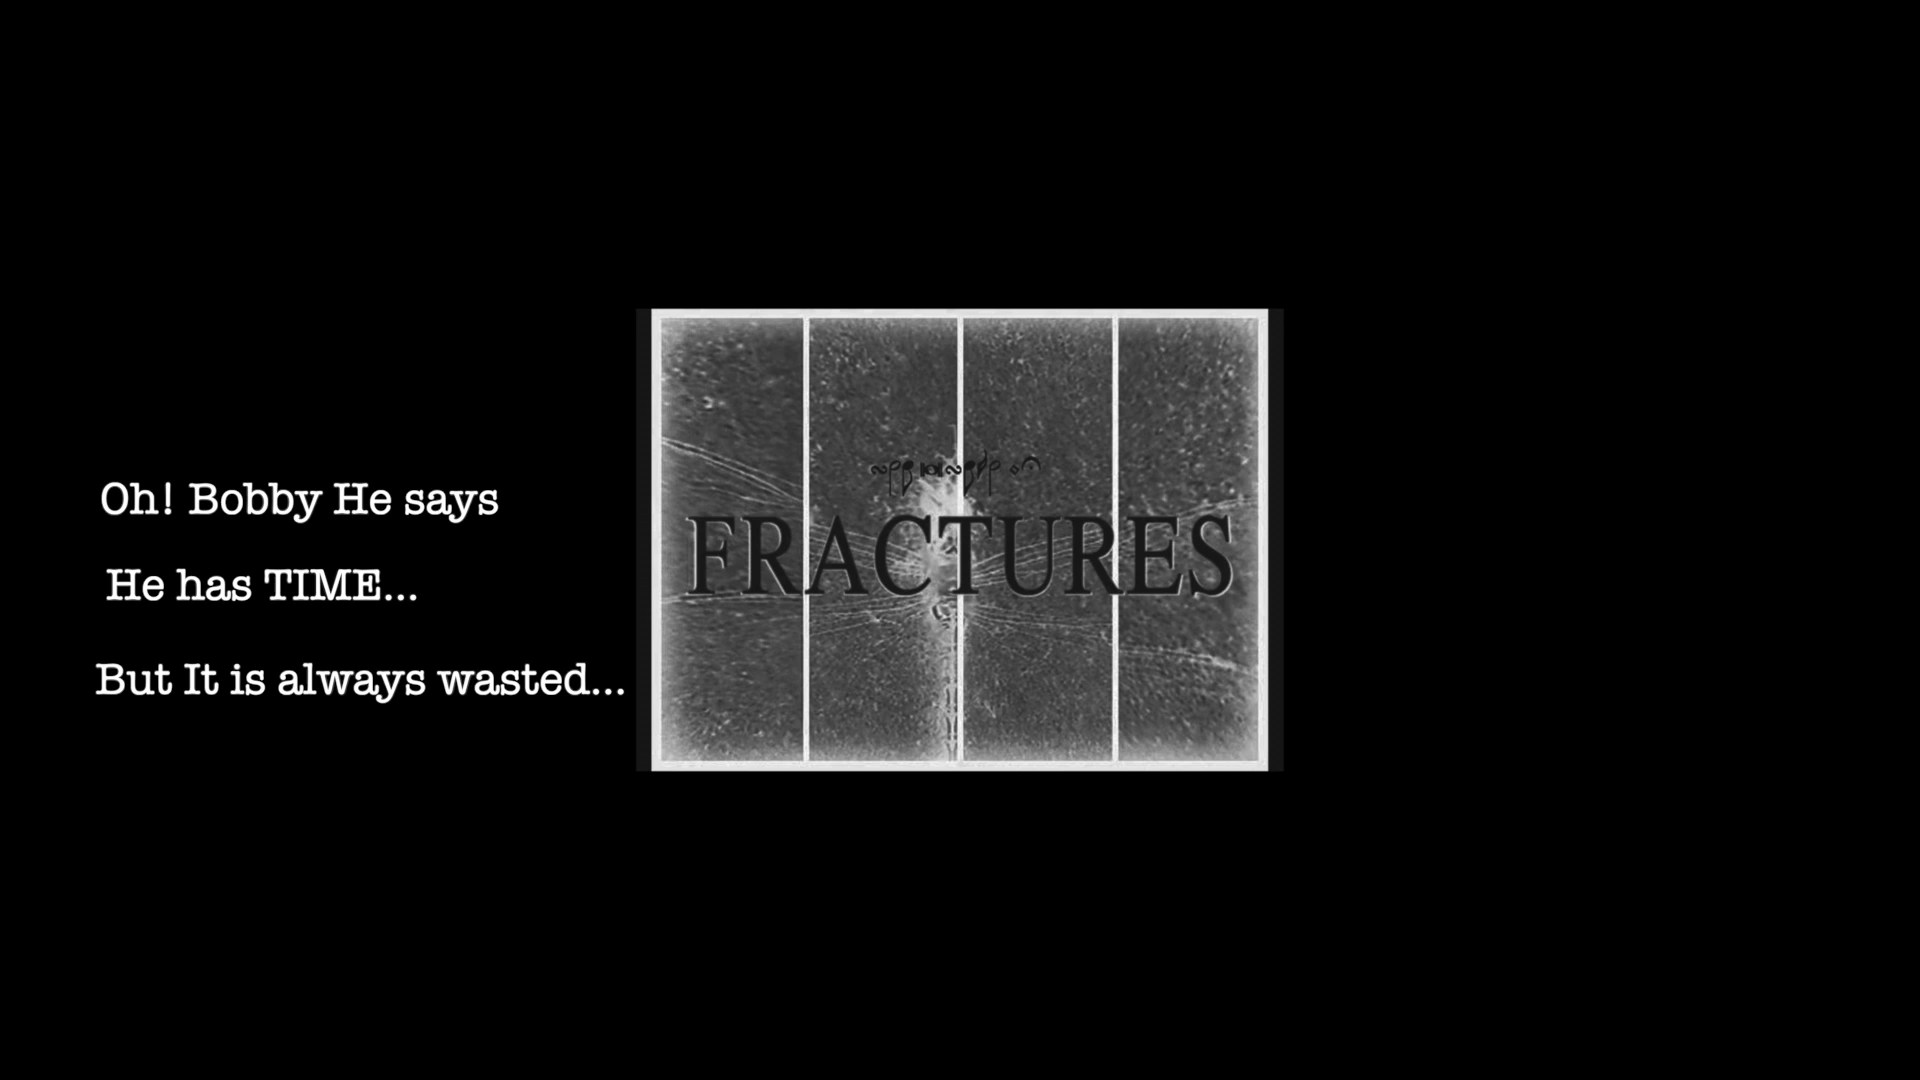 Oh! Bobby He says
He has TIME...
But It is always wasted...
FRACTURES